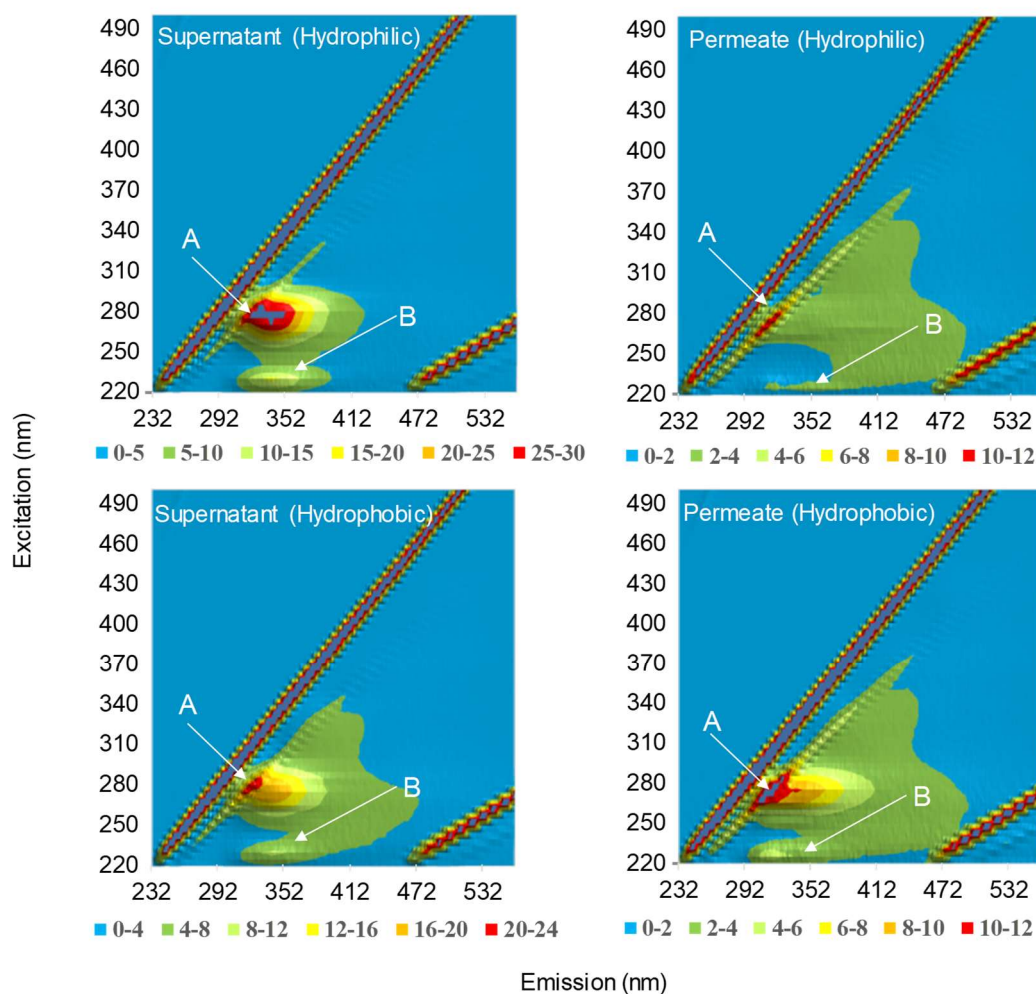 Supernatant (Hydrophilic)
490
460
430
400
370
340
310
280
250
220
A
B
232 292 352 412 472 532
0-5 5-10 10-15 15-20 20-25 25-30
Permeate (Hydrophilic)
490
460
430
400
370
340
310
280
250
220
A
B
232 292 352 412 472 532
0-2 2-4 4-6 6-8 8-10 10-12
Excitation (nm)
Supernatant (Hydrophobic)
490
460
430
400
370
340
310
280
250
220
A
B
232 292 352 412 472 532
0-4 4-8 8-12 12-16 16-20 20-24
Permeate (Hydrophobic)
490
460
430
400
370
340
310
280
250
220
A
B
232 292 352 412 472 532
0-2 2-4 4-6 6-8 8-10 10-12
Emission (nm)